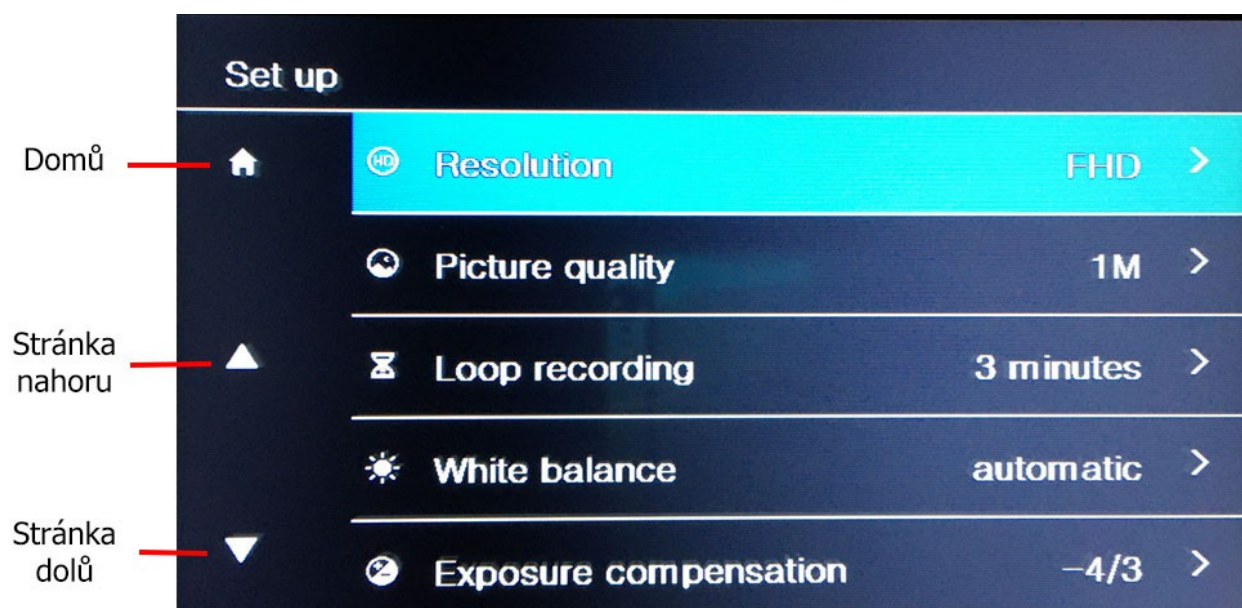 Set up
Domů
Resolution FHD
Picture quality 1M
Stránka
nahoru
Loop recording 3 minutes
White balance automatic
Stránka
dolů
Exposure compensation -4/3